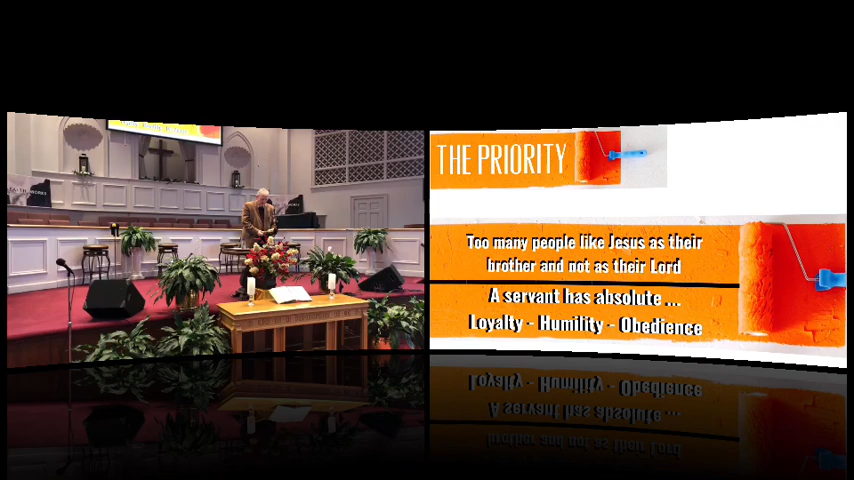 THE PRIORITY
Too many people like Jesus as their
brother and not as their Lord
A servant has absolute ...
Loyalty - Humility - Obedience